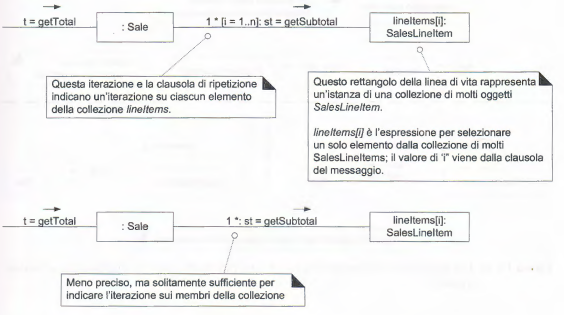 t = getTotal
: Sale
1 * [i = 1..n]: st = getSubtotal
lineItems[i]:
SalesLineItem
Questa iterazione e la clausola di ripetizione
indicano un'iterazione su ciascun elemento
della collezione lineItems.
Questo rettangolo della linea di vita rappresenta
un'istanza di una collezione di molti oggetti
SalesLineItem.
lineItems[i] è l'espressione per selezionare
un solo elemento dalla collezione di molti
SalesLineItems; il valore di 'i" viene dalla clausola
del messaggio.
t = getTotal
: Sale
1 *: st = getSubtotal
lineItems[i]:
SalesLineItem
Meno preciso, ma solitamente sufficiente per
indicare l'iterazione sui membri della collezione